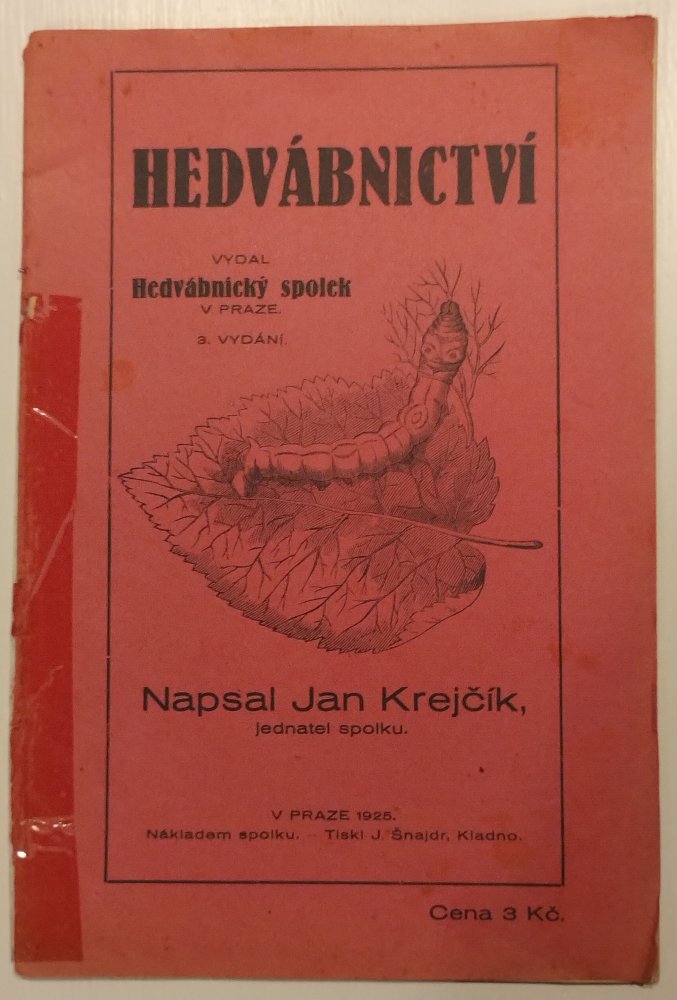 HEDVÁBNICTVÍ
VYDAL
Hedvábnický spolek
V PRAZE.
3. VYDÁNÍ.
Napsal Jan Krejčík,
jednatel spolku.
V PRAZE 1925.
Nákladem spolku. – Tiskl J. Šnajdr, Kladno.
Cena 3 Kč.